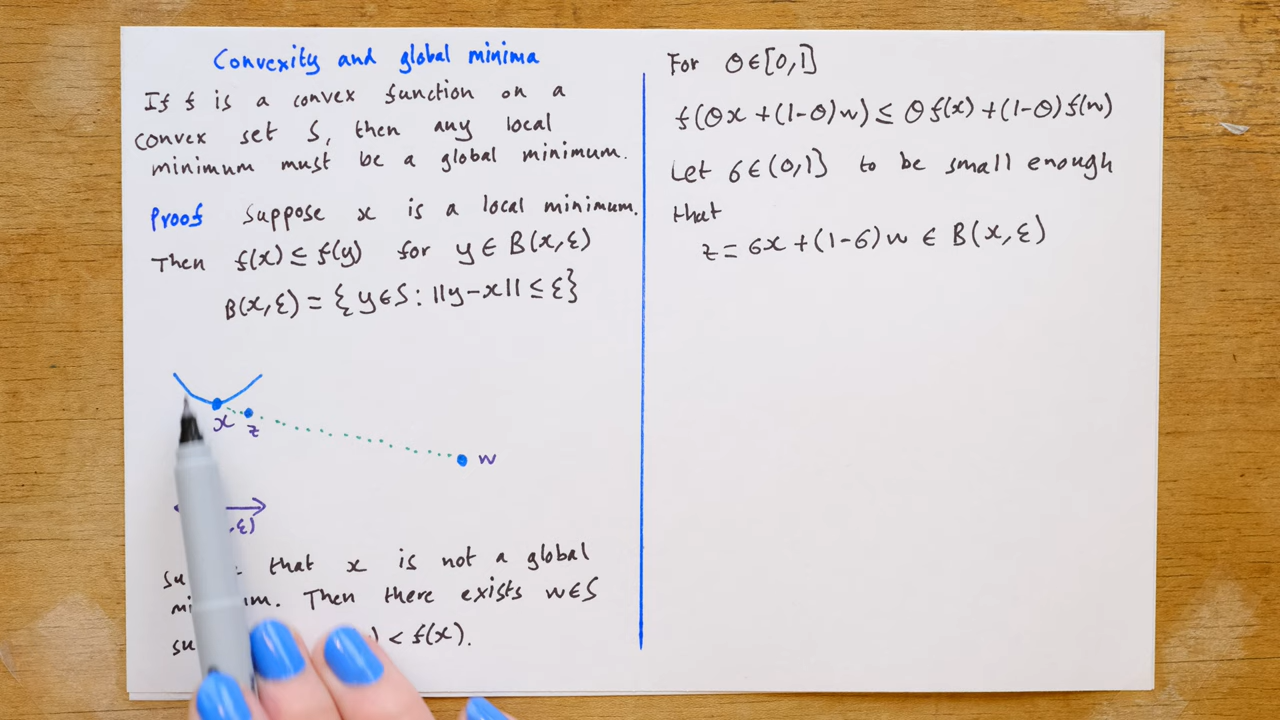 Convexity and global minima
If f is a convex function on a
convex set S, then any local
minimum must be a global minimum.
Proof Suppose x is a local minimum.
Then f(x) ≤ f(y) for y ∈ B(x,ε)
B(x,ε) = {y∈S : ||y-x|| ≤ ε}
x
z
w
,ε)
that x is not a global
Then there exists w∈S
) < f(x).
For θ∈[0,1]
f(θx+(1-θ)w) ≤ θf(x)+(1-θ)f(w)
Let σ∈(0,1] to be small enough
that
z = σx+(1-σ)w ∈ B(x,ε)